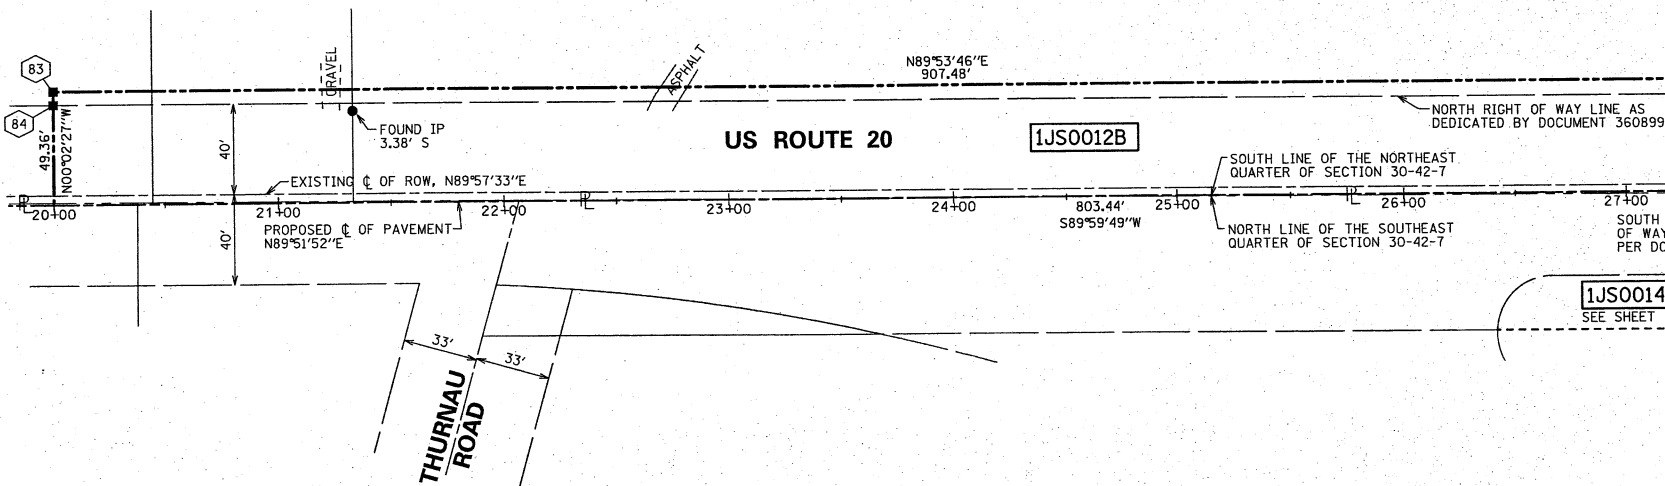 83
84
49.36'
N00°02'27"W
GRAVEL
ASPHALT
N89°53'46"E
907.48'
FOUND IP
3.38' S
US ROUTE 20
1JS0012B
NORTH RIGHT OF WAY LINE AS
DEDICATED BY DOCUMENT 360899
40'
EXISTING ℄ OF ROW, N89°57'33"E
SOUTH LINE OF THE NORTHEAST
QUARTER OF SECTION 30-42-7
20+00
21+00
22+00
23+00
24+00
25+00
26+00
27+00
803.44'
S89°59'49"W
PROPOSED ℄ OF PAVEMENT
N89°51'52"E
40'
NORTH LINE OF THE SOUTHEAST
QUARTER OF SECTION 30-42-7
SOUTH
OF WAY
PER DO
1JS0014
SEE SHEET
33'
33'
THURNAU
ROAD